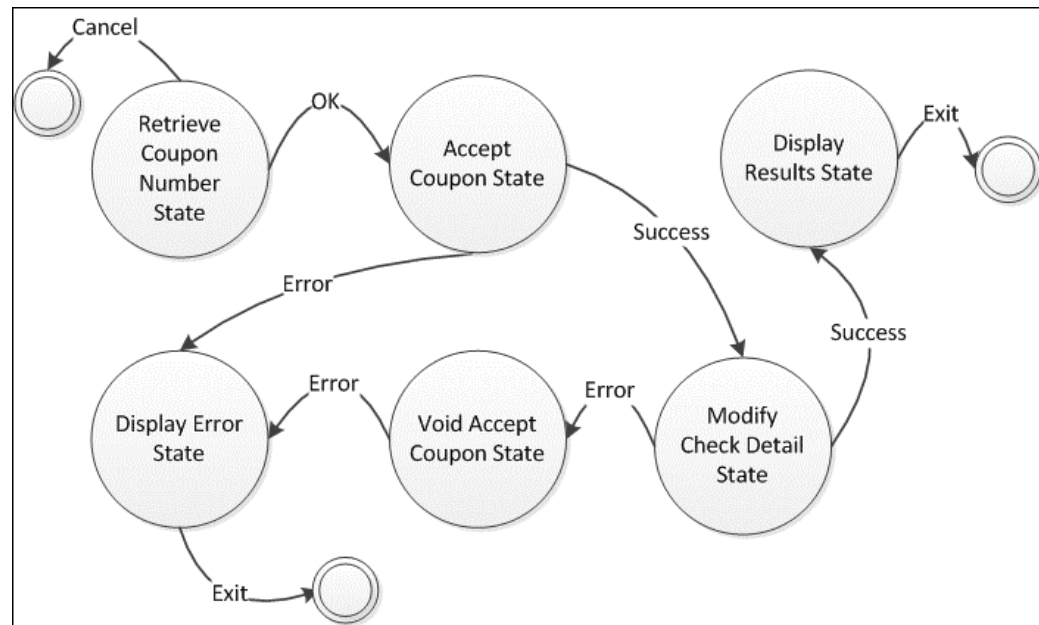 Cancel
Retrieve
Coupon
Number
State
OK
Accept
Coupon State
Display
Results State
Exit
Success
Error
Success
Display Error
State
Error
Void Accept
Coupon State
Error
Modify
Check Detail
State
Exit